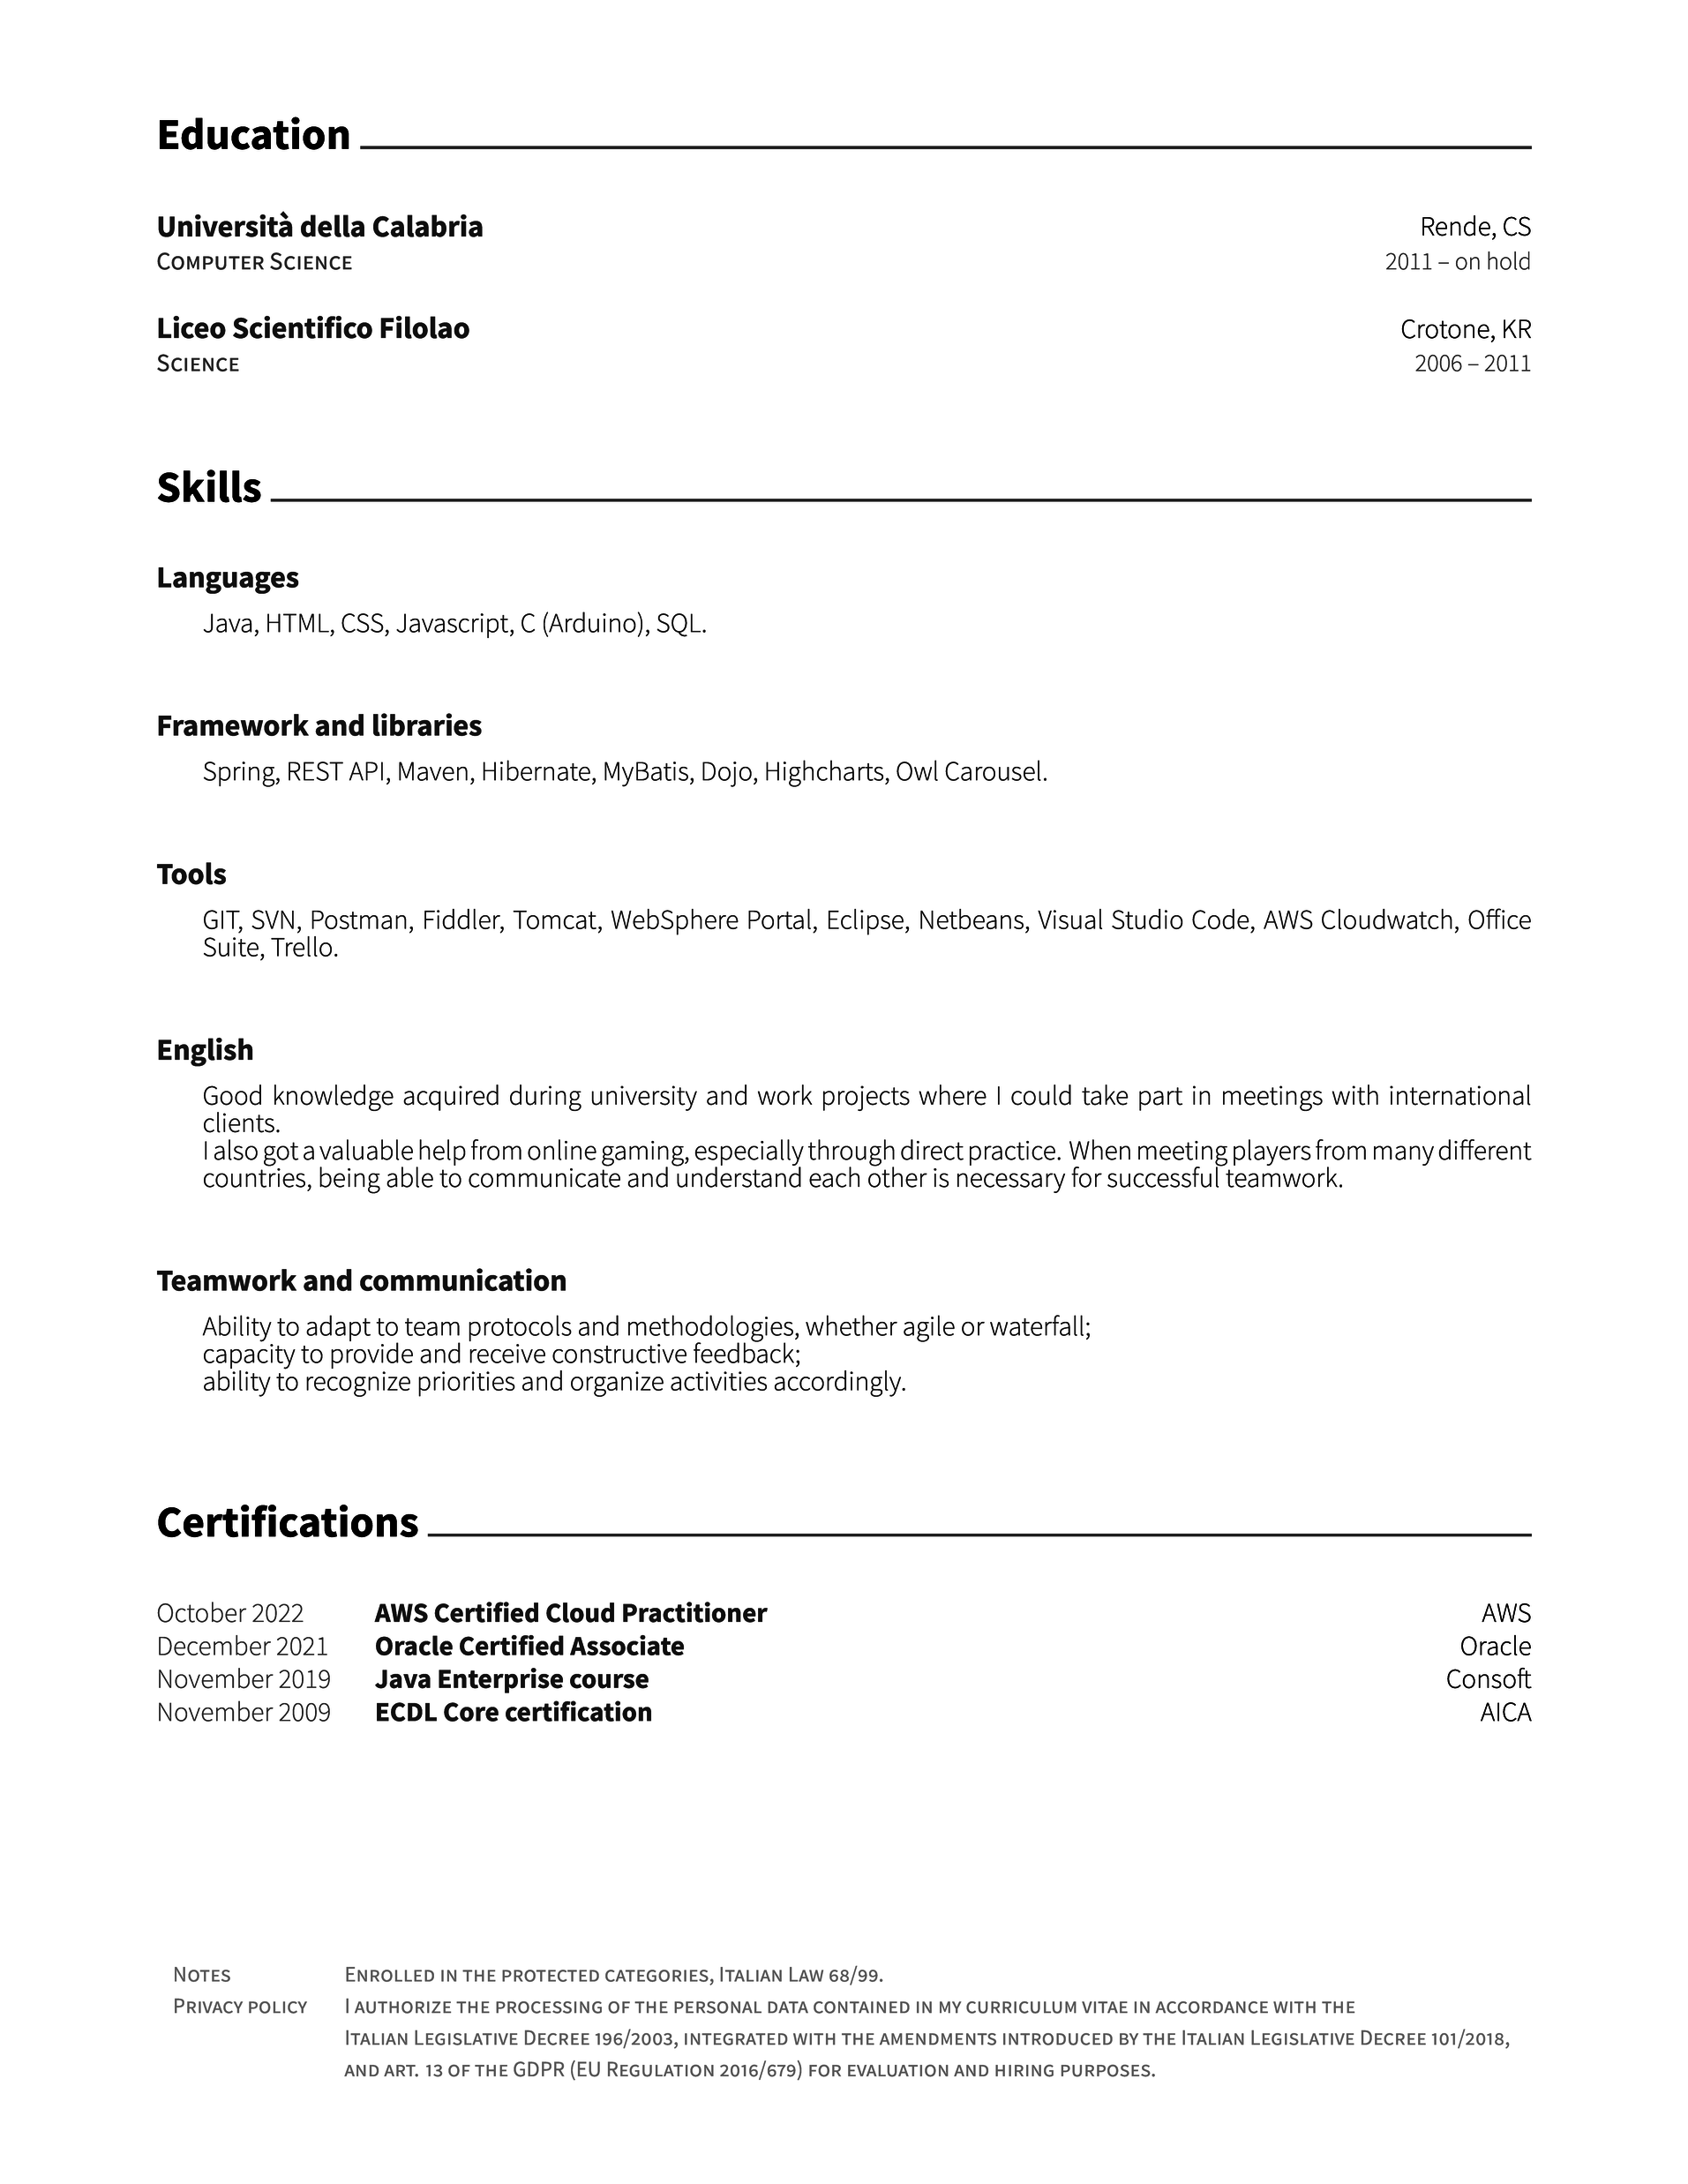 Education
Università della Calabria Rende, CS
Computer Science 2011 – on hold
Liceo Scientifico Filolao Crotone, KR
Science 2006 – 2011
Skills
Languages
Java, HTML, CSS, Javascript, C (Arduino), SQL.
Framework and libraries
Spring, REST API, Maven, Hibernate, MyBatis, Dojo, Highcharts, Owl Carousel.
Tools
GIT, SVN, Postman, Fiddler, Tomcat, WebSphere Portal, Eclipse, Netbeans, Visual Studio Code, AWS Cloudwatch, Office
Suite, Trello.
English
Good knowledge acquired during university and work projects where I could take part in meetings with international
clients.
I also got a valuable help from online gaming, especially through direct practice. When meeting players from many different
countries, being able to communicate and understand each other is necessary for successful teamwork.
Teamwork and communication
Ability to adapt to team protocols and methodologies, whether agile or waterfall;
capacity to provide and receive constructive feedback;
ability to recognize priorities and organize activities accordingly.
Certifications
October 2022 AWS Certified Cloud Practitioner AWS
December 2021 Oracle Certified Associate Oracle
November 2019 Java Enterprise course Consoft
November 2009 ECDL Core certification AICA
Notes Enrolled in the protected categories, Italian Law 68/99.
Privacy policy I authorize the processing of the personal data contained in my curriculum vitae in accordance with the
Italian Legislative Decree 196/2003, integrated with the amendments introduced by the Italian Legislative Decree 101/2018,
and art. 13 of the GDPR (EU Regulation 2016/679) for evaluation and hiring purposes.